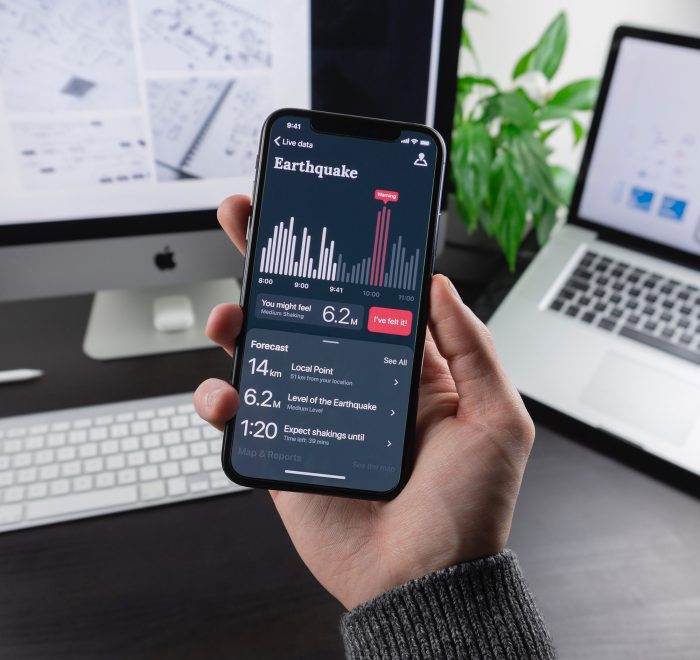 9:41
Live data
Earthquake
Warning
8:00 9:00 9:41 10:00 11:00
You might feel
Medium Shaking
6.2M
I've felt it!
Forecast
See All
14km
Local Point
51 km from your location
6.2M
Level of the Earthquake
Medium Level
1:20
Expect shakings until
Time left: 39 mins
Map & Reports
See the map